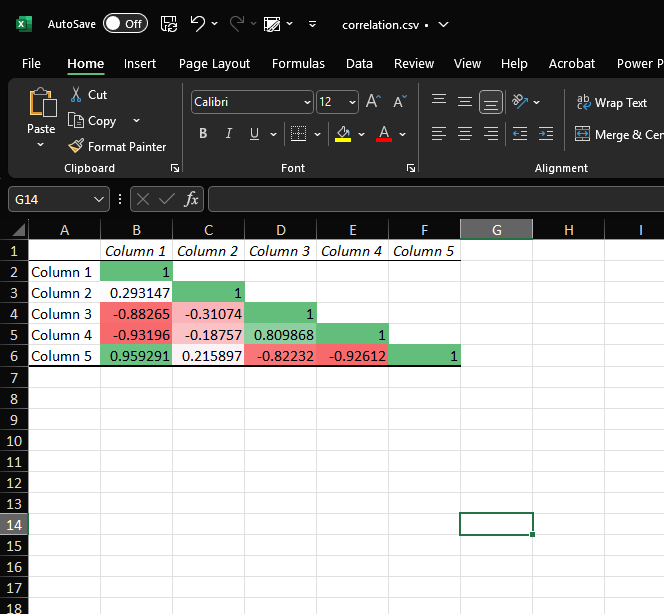 AutoSave Off correlation.csv •
File Home Insert Page Layout Formulas Data Review View Help Acrobat Power P
Paste Cut Copy Format Painter
Calibri 12 A A
B I U A
ab Wrap Text
Merge & Cen
Clipboard Font Alignment
G14 fx
A B C D E F G H I
1 Column 1 Column 2 Column 3 Column 4 Column 5
2 Column 1 1
3 Column 2 0.293147 1
4 Column 3 -0.88265 -0.31074 1
5 Column 4 -0.93196 -0.18757 0.809868 1
6 Column 5 0.959291 0.215897 -0.82232 -0.92612 1
7
8
9
10
11
12
13
14
15
16
17
18